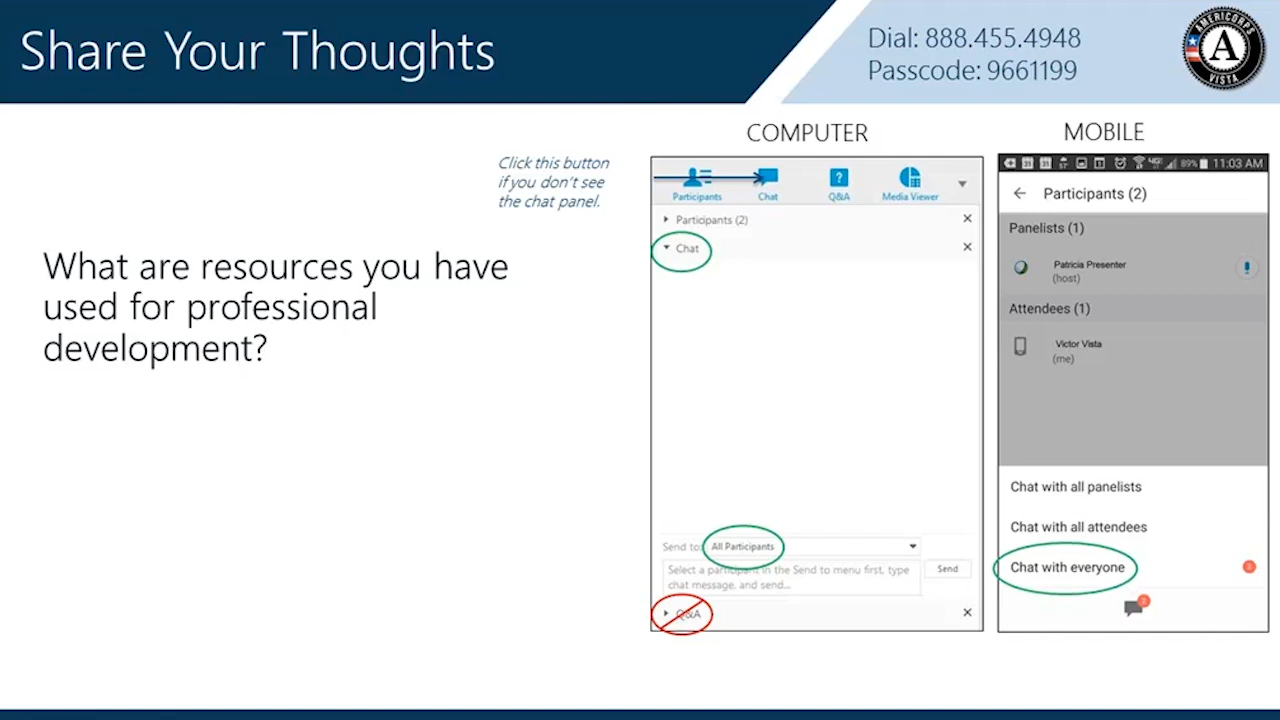 Share Your Thoughts
Dial: 888.455.4948
Passcode: 9661199
AMERICORPS
A
VISTA
What are resources you have
used for professional
development?
Click this button
if you don't see
the chat panel.
COMPUTER
Participants
Chat
?
Q&A
Media Viewer
Participants (2)
Chat
Send to:
All Participants
Select a participant in the Send to menu first, type
chat message, and send...
Send
Q&A
MOBILE
89%
11:03 AM
Participants (2)
Panelists (1)
Patricia Presenter
(host)
Attendees (1)
Victor Vista
(me)
Chat with all panelists
Chat with all attendees
Chat with everyone